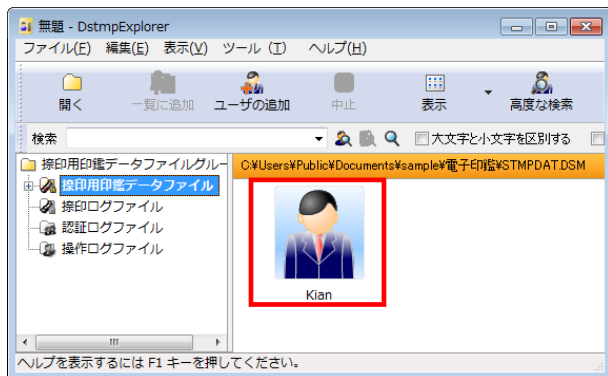 無題 - DstmpExplorer
ファイル(F) 編集(E) 表示(V) ツール (T) ヘルプ(H)
開く 一覧に追加 ユーザの追加 中止 表示 高度な検索
検索 大文字と小文字を区別する
捺印用印鑑データファイルグルー
捺印用印鑑データファイル
捺印ログファイル
認証ログファイル
操作ログファイル
C:¥Users¥Public¥Documents¥sample¥電子印鑑¥STMPDAT.DSM
Kian
ヘルプを表示するには F1 キーを押してください。